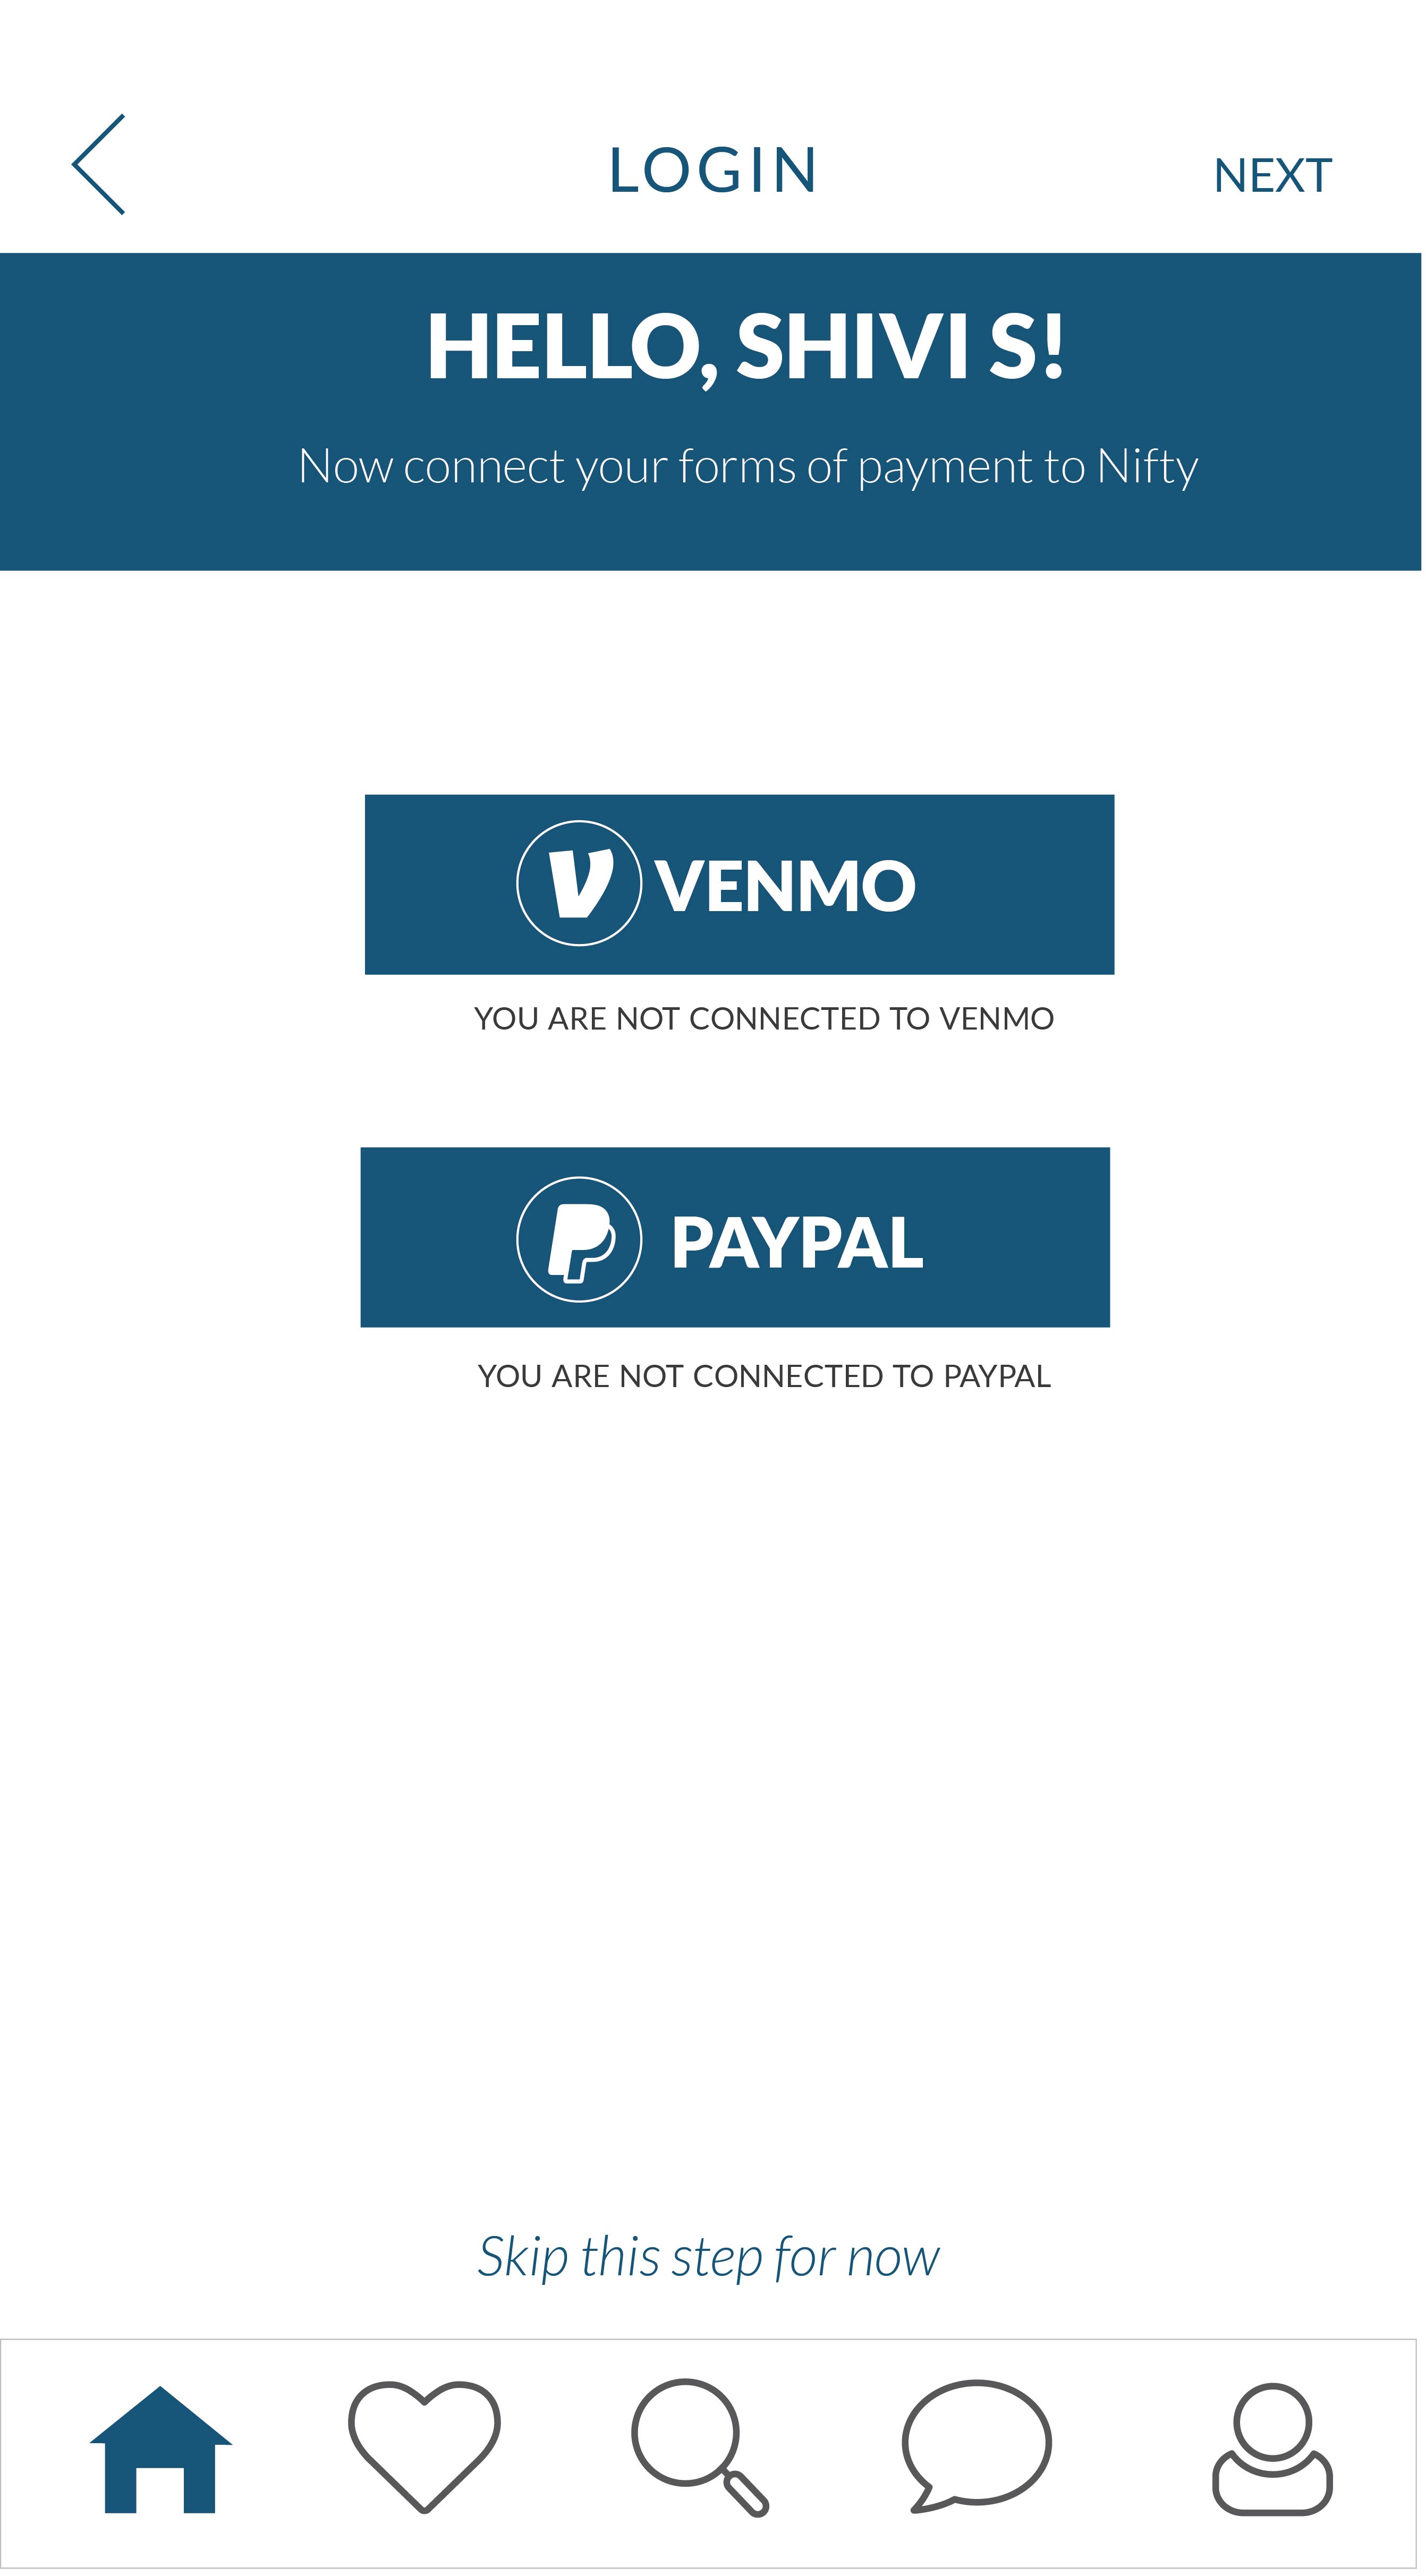 LOGIN
NEXT
HELLO, SHIVI S!
Now connect your forms of payment to Nifty
VENMO
YOU ARE NOT CONNECTED TO VENMO
PAYPAL
YOU ARE NOT CONNECTED TO PAYPAL
Skip this step for now